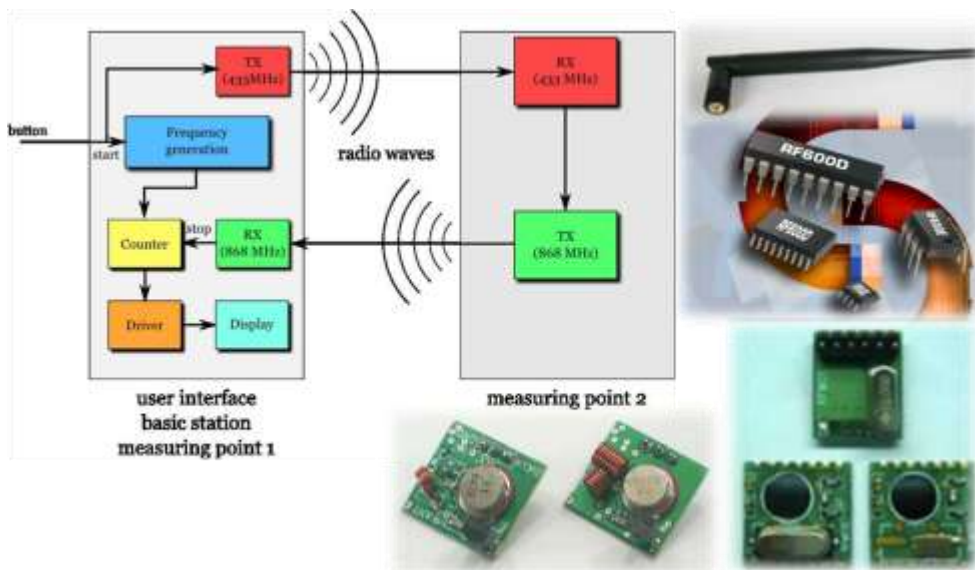 TX
(433MHz)
RX
(433 MHz)
button
start
Frequency
generation
radio waves
Counter
stop
RX
(868 MHz)
TX
(868 MHz)
Driver
Display
user interface
basic station
measuring point 1
measuring point 2
RF600D